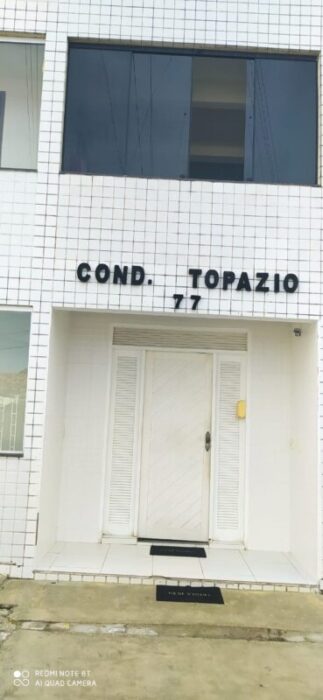 COND. TOPAZIO
77
REDMI NOTE 8T
AI QUAD CAMERA